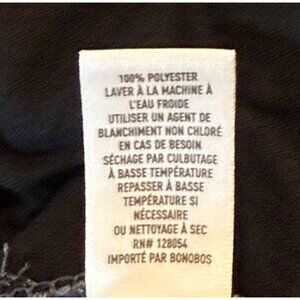 100% POLYESTER
LAVER À LA MACHINE À
L'EAU FROIDE
UTILISER UN AGENT DE
BLANCHIMENT NON CHLORÉ
EN CAS DE BESOIN
SÉCHAGE PAR CULBUTAGE
À BASSE TEMPÉRATURE
REPASSER À BASSE
TEMPÉRATURE SI
NÉCESSAIRE
OU NETTOYAGE À SEC
RN# 128054
IMPORTÉ PAR BONOBOS